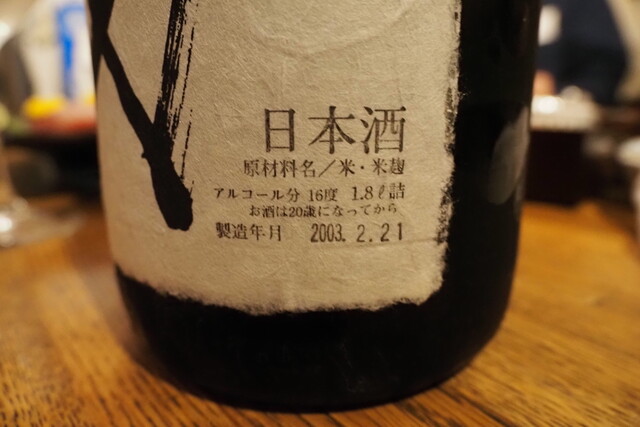 日本酒
原材料名／米・米麹
アルコール分 16度 1.8ℓ詰
お酒は20歳になってから
製造年月 2003. 2. 21